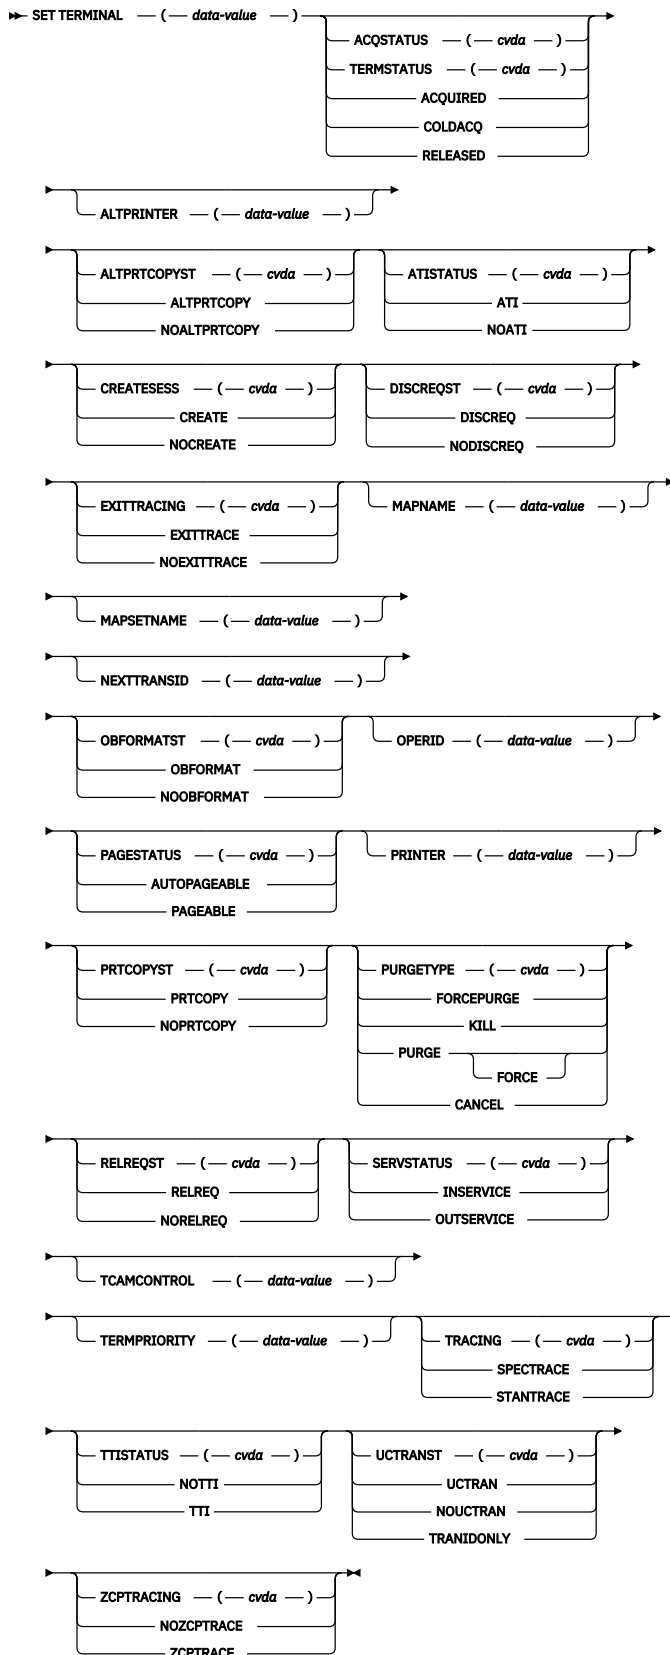 SET TERMINAL ( data-value )
ACQSTATUS ( cvda )
TERMSTATUS ( cvda )
ACQUIRED
COLDACQ
RELEASED
ALTPRINTER ( data-value )
ALTPRTCOPYST ( cvda )
ALTPRTCOPY
NOALTPRTCOPY
ATISTATUS ( cvda )
ATI
NOATI
CREATESESS ( cvda )
CREATE
NOCREATE
DISCREQST ( cvda )
DISCREQ
NODISCREQ
EXITTRACING ( cvda )
EXITTRACE
NOEXITTRACE
MAPNAME ( data-value )
MAPSETNAME ( data-value )
NEXTTRANSID ( data-value )
OBFORMATST ( cvda )
OBFORMAT
NOOBFORMAT
OPERID ( data-value )
PAGESTATUS ( cvda )
AUTOPAGEABLE
PAGEABLE
PRINTER ( data-value )
PRTCOPYST ( cvda )
PRTCOPY
NOPRTCOPY
PURGETYPE ( cvda )
FORCEPURGE
KILL
PURGE
FORCE
CANCEL
RELREQST ( cvda )
RELREQ
NORELREQ
SERVSTATUS ( cvda )
INSERVICE
OUTSERVICE
TCAMCONTROL ( data-value )
TERMPRIORITY ( data-value )
TRACING ( cvda )
SPECTRACE
STANTRACE
TTISTATUS ( cvda )
NOTTI
TTI
UCTRANST ( cvda )
UCTRAN
NOUCTRAN
TRANIDONLY
ZCPTRACING ( cvda )
NOZCPTRACE
ZCPTRACE